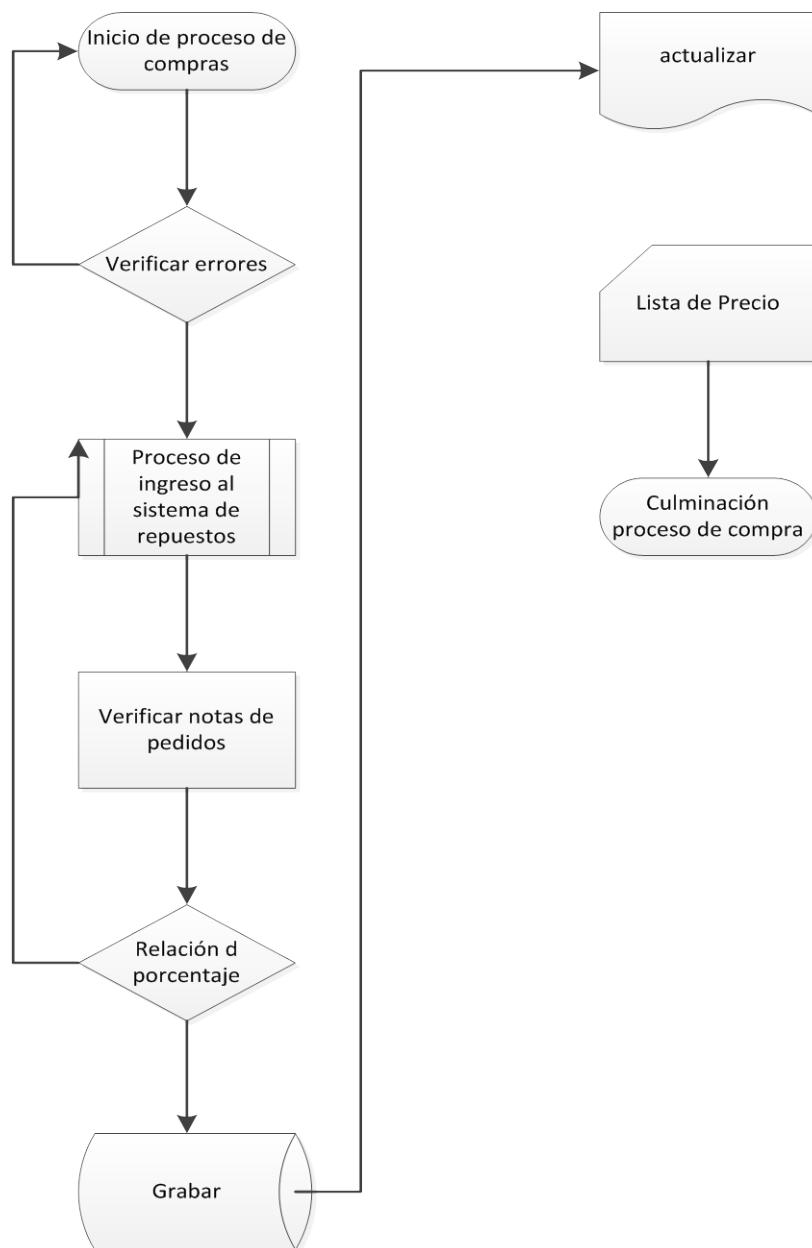 Inicio de proceso de
compras
Verificar errores
Proceso de
ingreso al
sistema de
repuestos
Verificar notas de
pedidos
Relación d
porcentaje
Grabar
actualizar
Lista de Precio
Culminación
proceso de compra